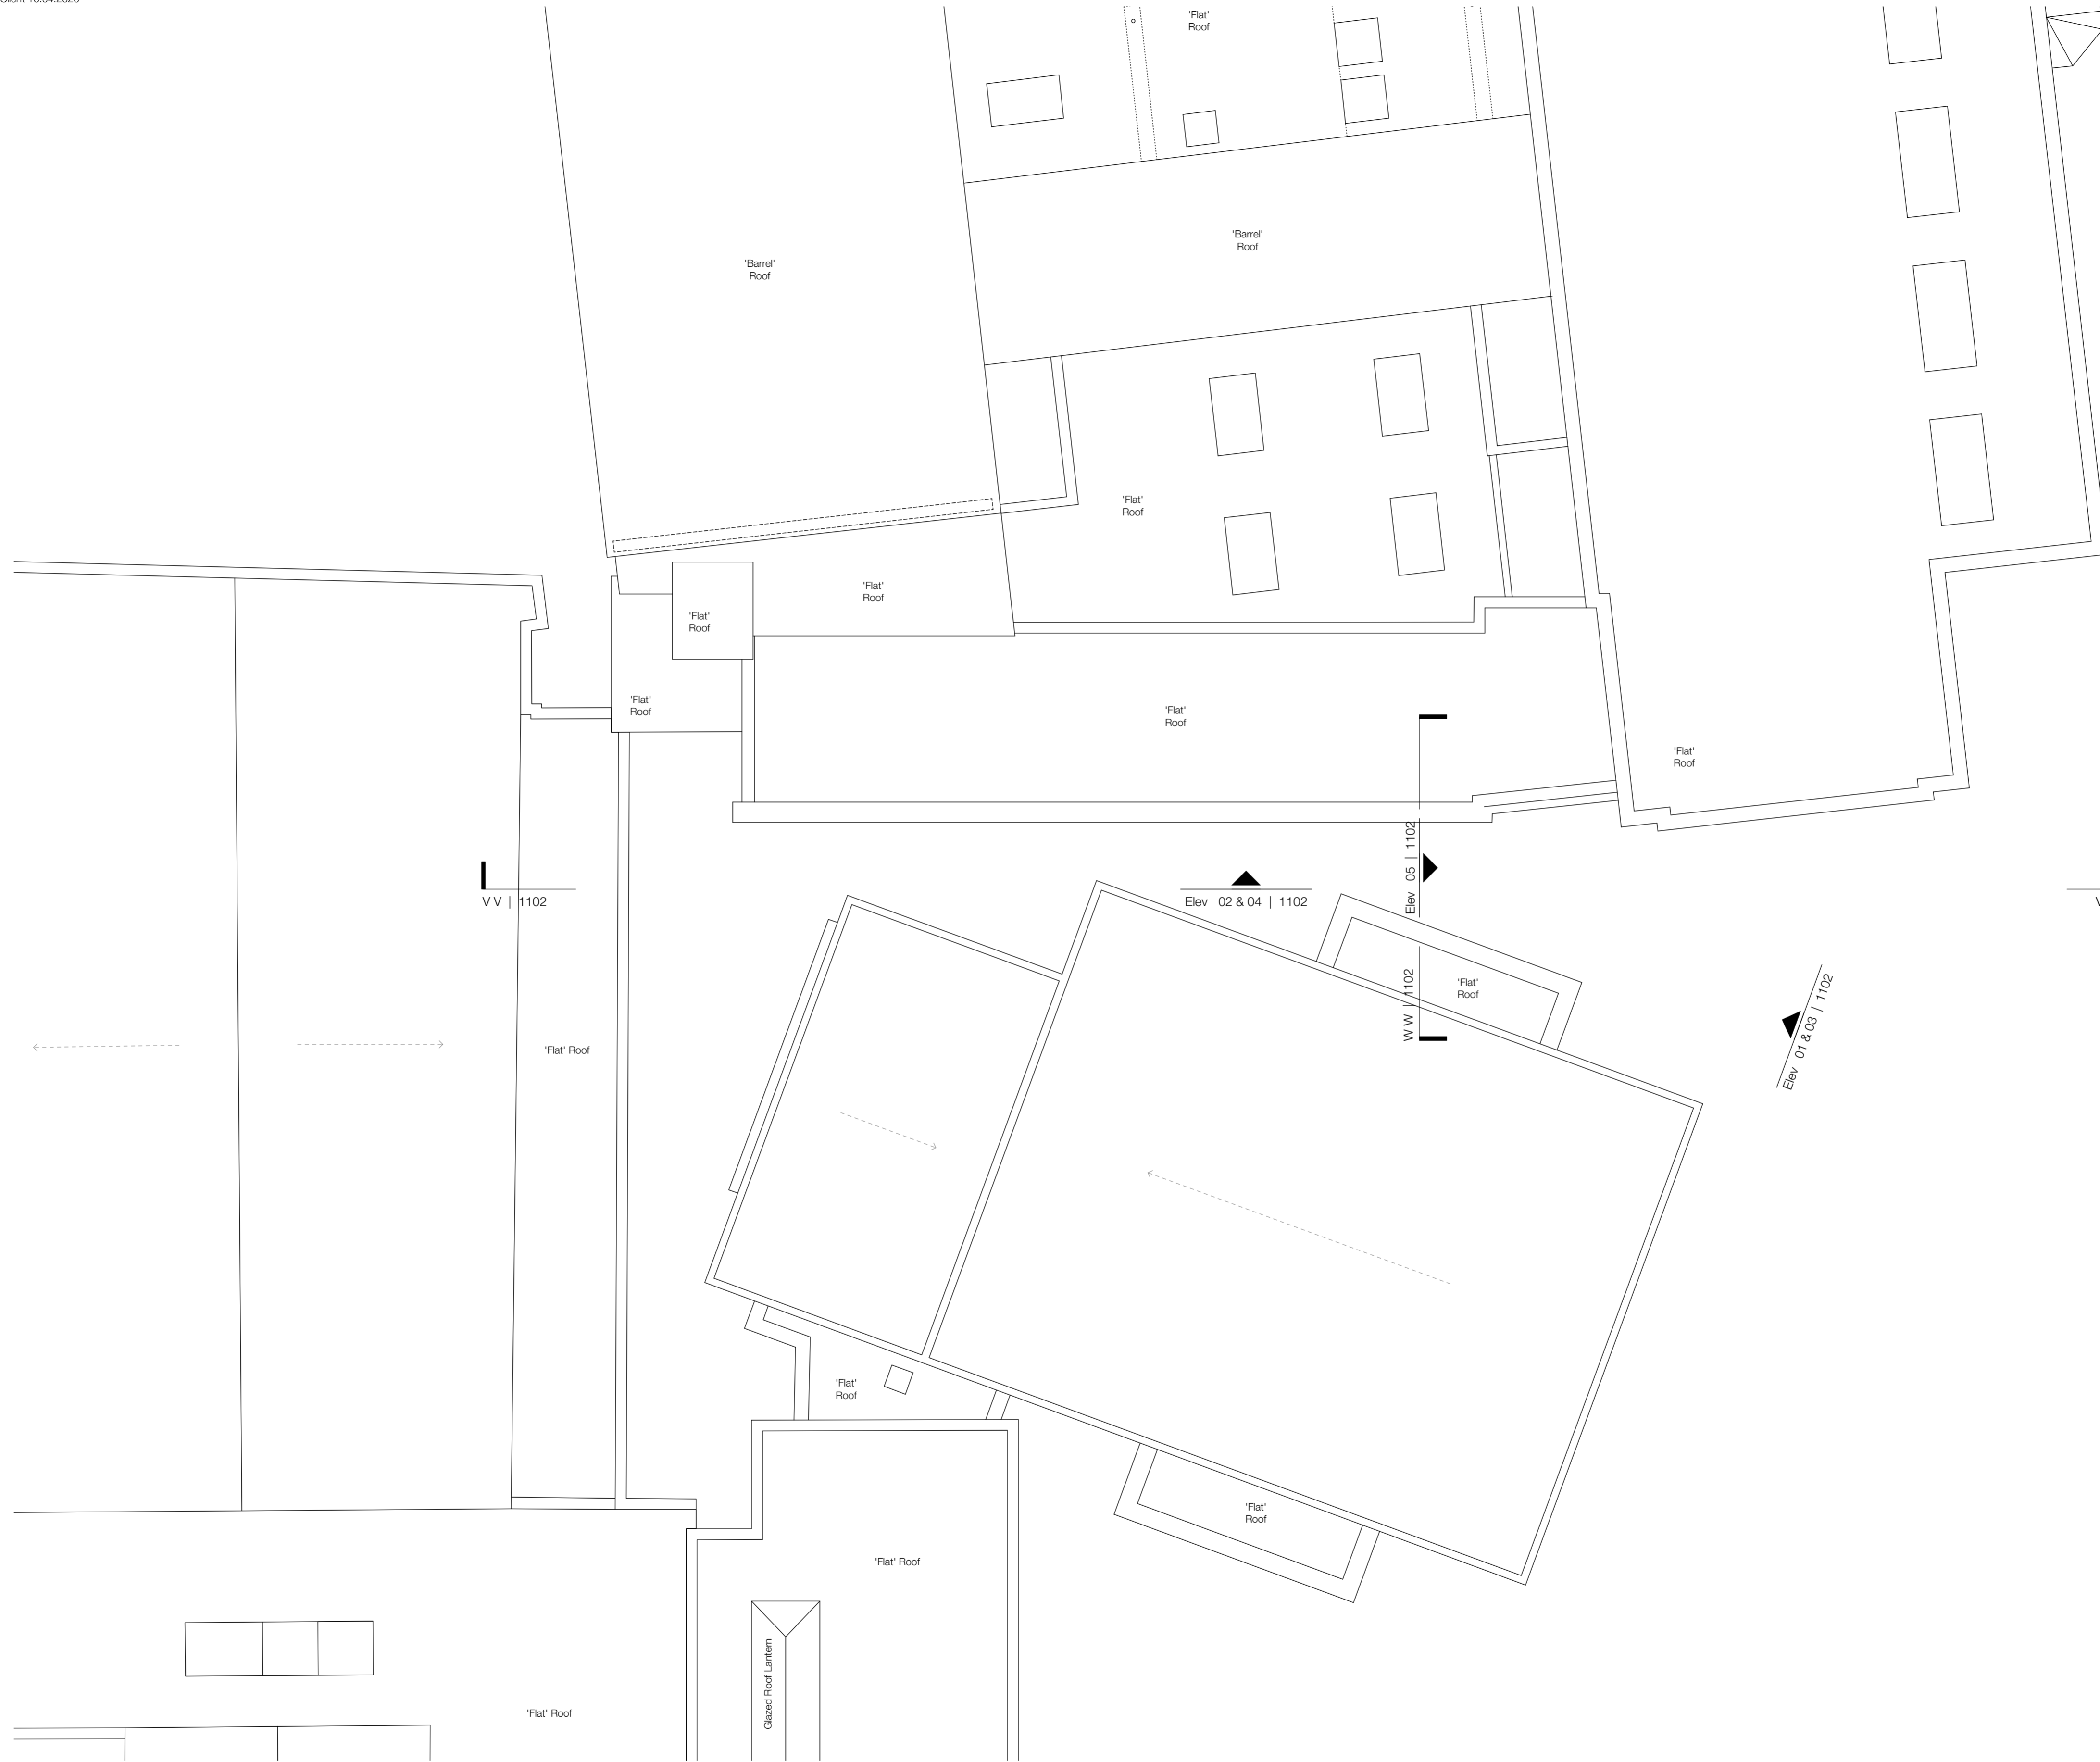 'Flat'
Roof
'Barrel'
Roof
'Barrel'
Roof
'Flat'
Roof
'Flat'
Roof
'Flat'
Roof
'Flat'
Roof
'Flat'
Roof
'Flat'
Roof
Elev 05 | 1102
V V | 1102
Elev 02 & 04 | 1102
W W | 1102
'Flat'
Roof
Elev 01 & 03 | 1102
'Flat' Roof
'Flat'
Roof
'Flat'
Roof
'Flat' Roof
Glazed Roof Lantern
'Flat' Roof